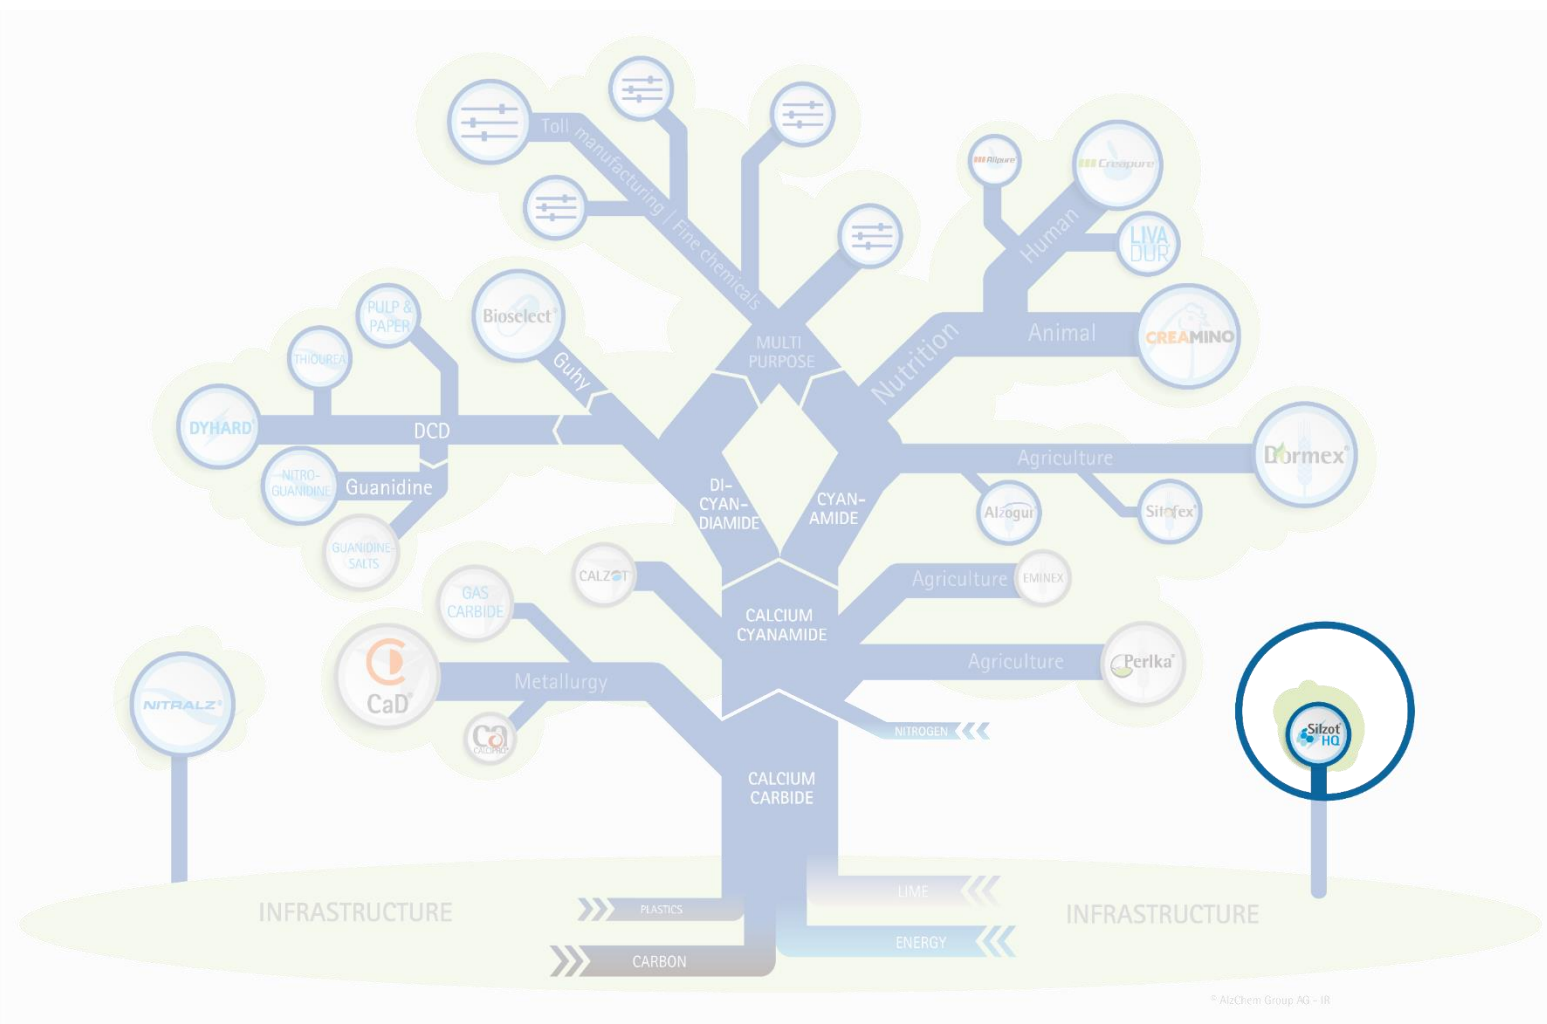 Toll manufacturing | Fine chemicals
Allpure®
Creapure®
Human
LIVA
DUR®
Bioselect®
PULP &
PAPER
THIOUREA
Guhy
MULTI
PURPOSE
Nutrition
Animal
CREAMINO®
DYHARD®
DCD
NITRO-
GUANIDINE
Guanidine
GUANIDINE-
SALTS
DI-
CYAN-
DIAMIDE
CYAN-
AMIDE
Agriculture
Dormex®
Alzogur®
Sitofex®
CALZOT®
GAS
CARBIDE
CALCIUM
CYANAMIDE
Agriculture
EMINEX
Agriculture
Perlka®
CaD®
Metallurgy
NITRALZ®
NITROGEN
Silzot®
HQ
CALCIUM
CARBIDE
INFRASTRUCTURE
PLASTICS
CARBON
LIME
ENERGY
INFRASTRUCTURE
© AlzChem Group AG - IR